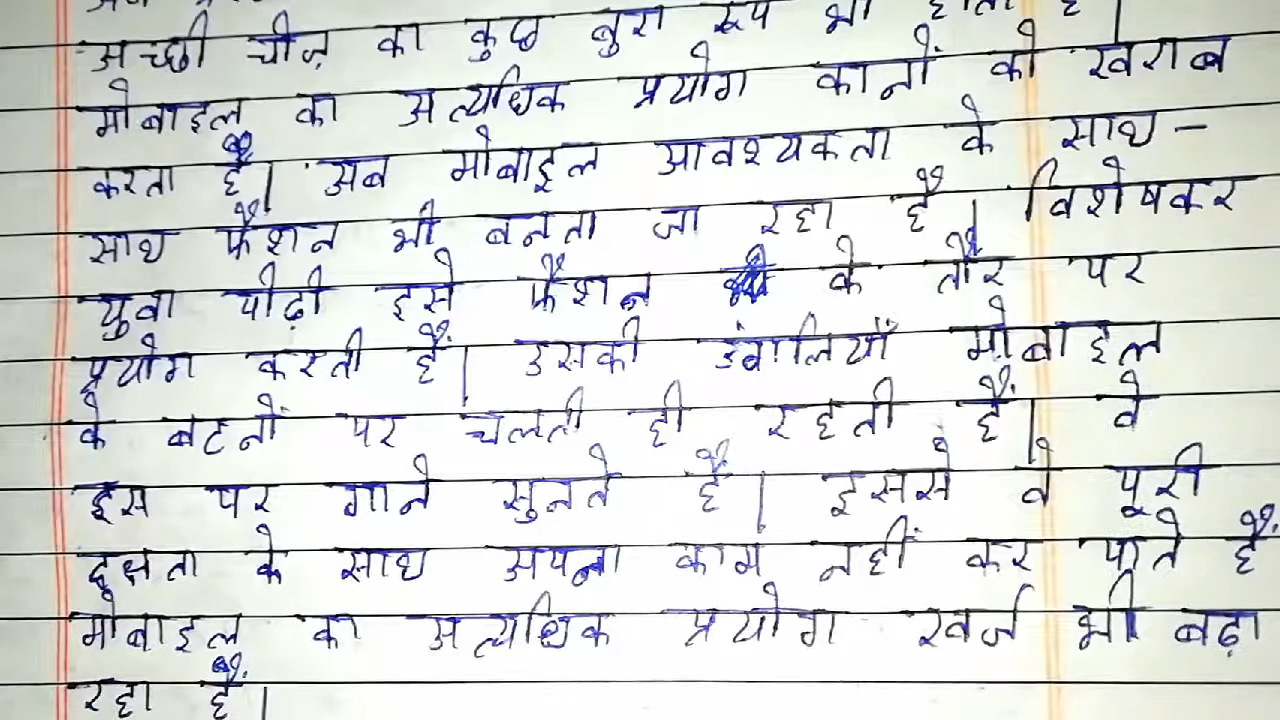 अच्छी चीज़ का कुछ बुरा रूप भी होता है।
मोबाइल का अत्यधिक प्रयोग कानों को खराब
करता है। अब मोबाइल आवश्यकता के साथ -
साथ फैशन भी बनता जा रहा है। विशेषकर
युवा पीढ़ी इसे फैशन के तौर पर
प्रयोग करती हैं। उसकी उंगलियाँ मोबाइल
के बटनों पर चलती ही रहती हैं। वे
इस पर गाने सुनते हैं। इससे वे पूरी
दक्षता के साथ अपना काम नहीं कर पाते हैं
मोबाइल का अत्यधिक प्रयोग खर्ज भी बढ़ा
रहा है।